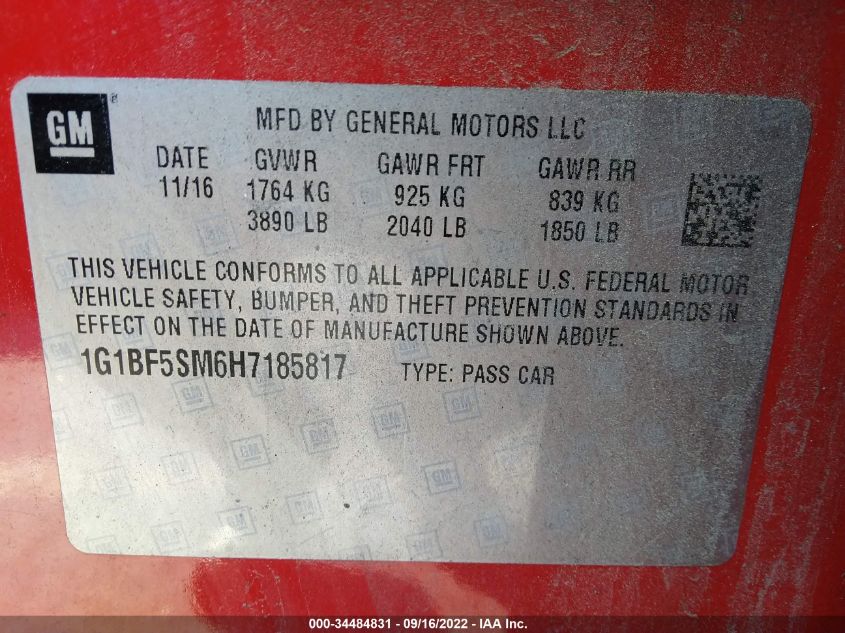 GM ®
MFD BY GENERAL MOTORS LLC
DATE GVWR GAWR FRT GAWR RR
11/16 1764 KG 925 KG 839 KG
3890 LB 2040 LB 1850 LB
THIS VEHICLE CONFORMS TO ALL APPLICABLE U.S. FEDERAL MOTOR
VEHICLE SAFETY, BUMPER, AND THEFT PREVENTION STANDARDS IN
EFFECT ON THE DATE OF MANUFACTURE SHOWN ABOVE.
1G1BF5SM6H7185817 TYPE: PASS CAR
000-34484831 - 09/16/2022 - IAA Inc.